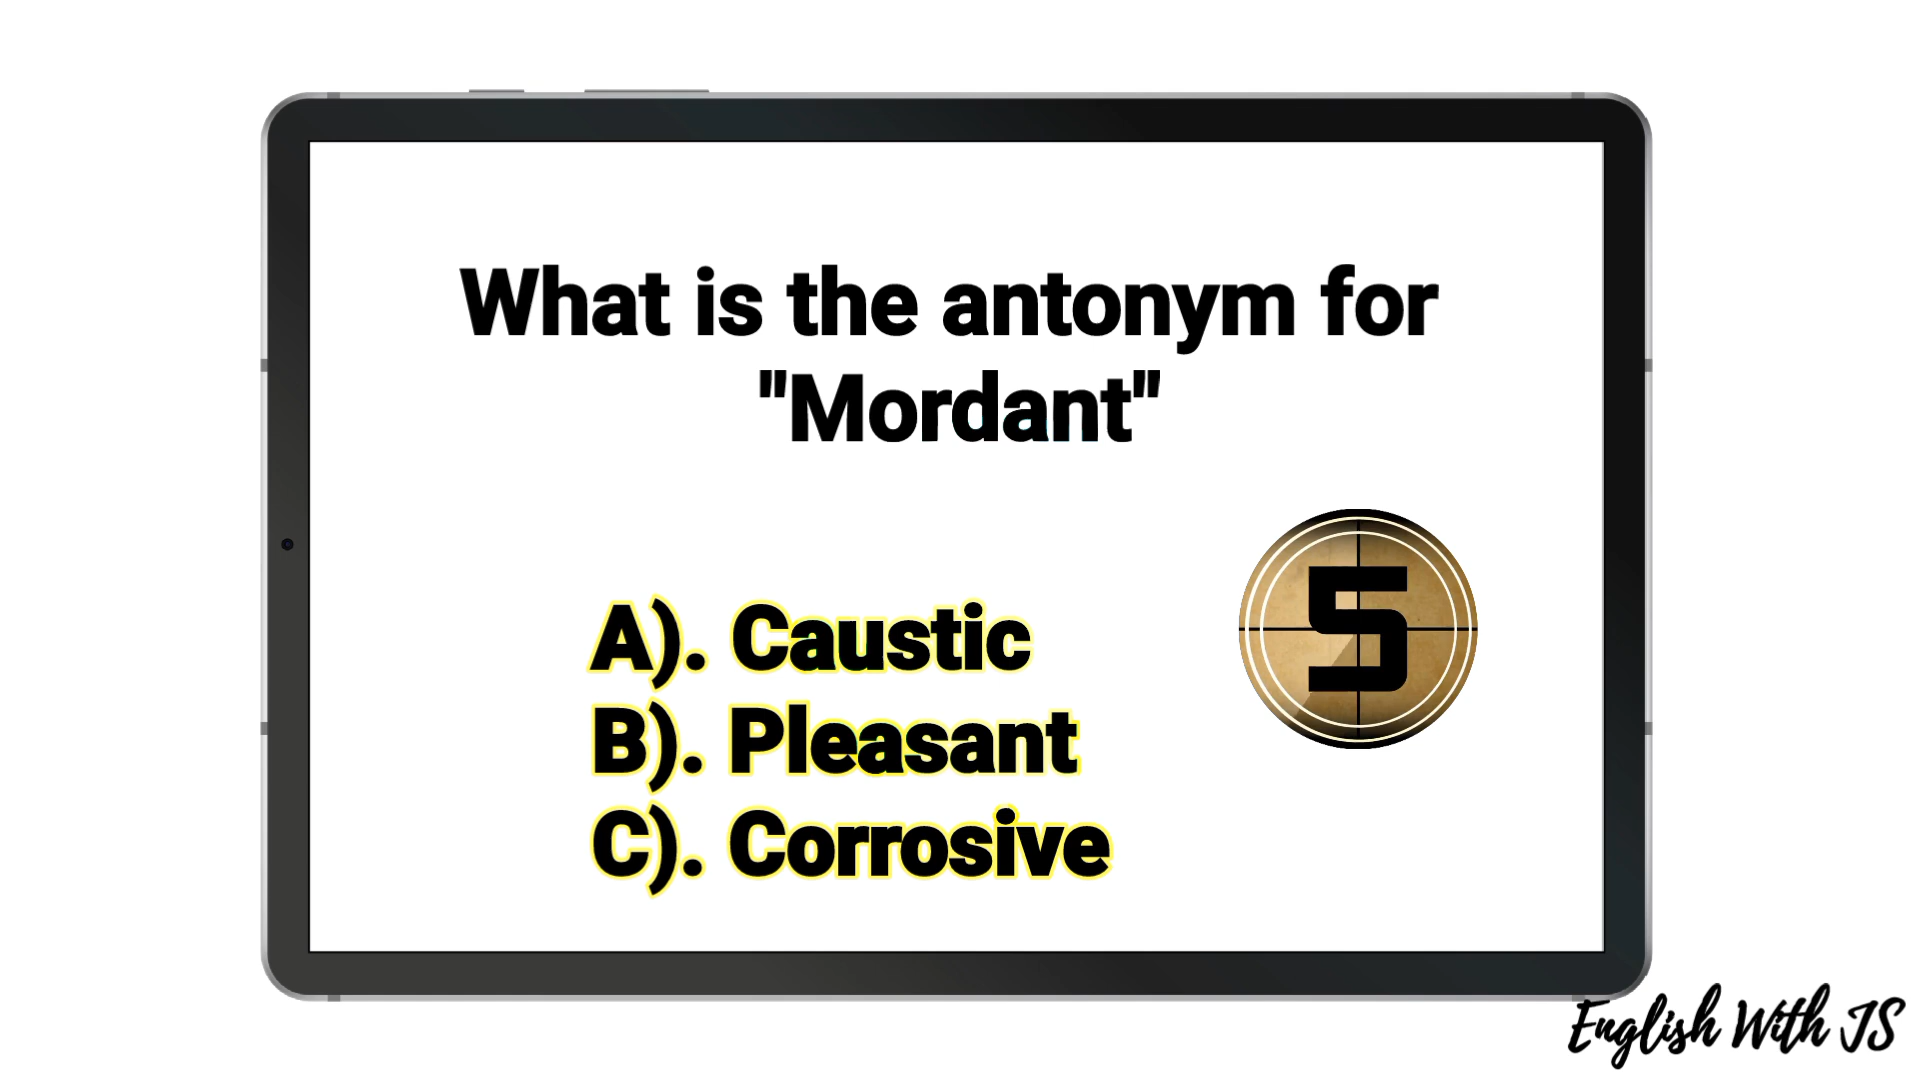 What is the antonym for
"Mordant"
5
A). Caustic
B). Pleasant
C). Corrosive
English With JS